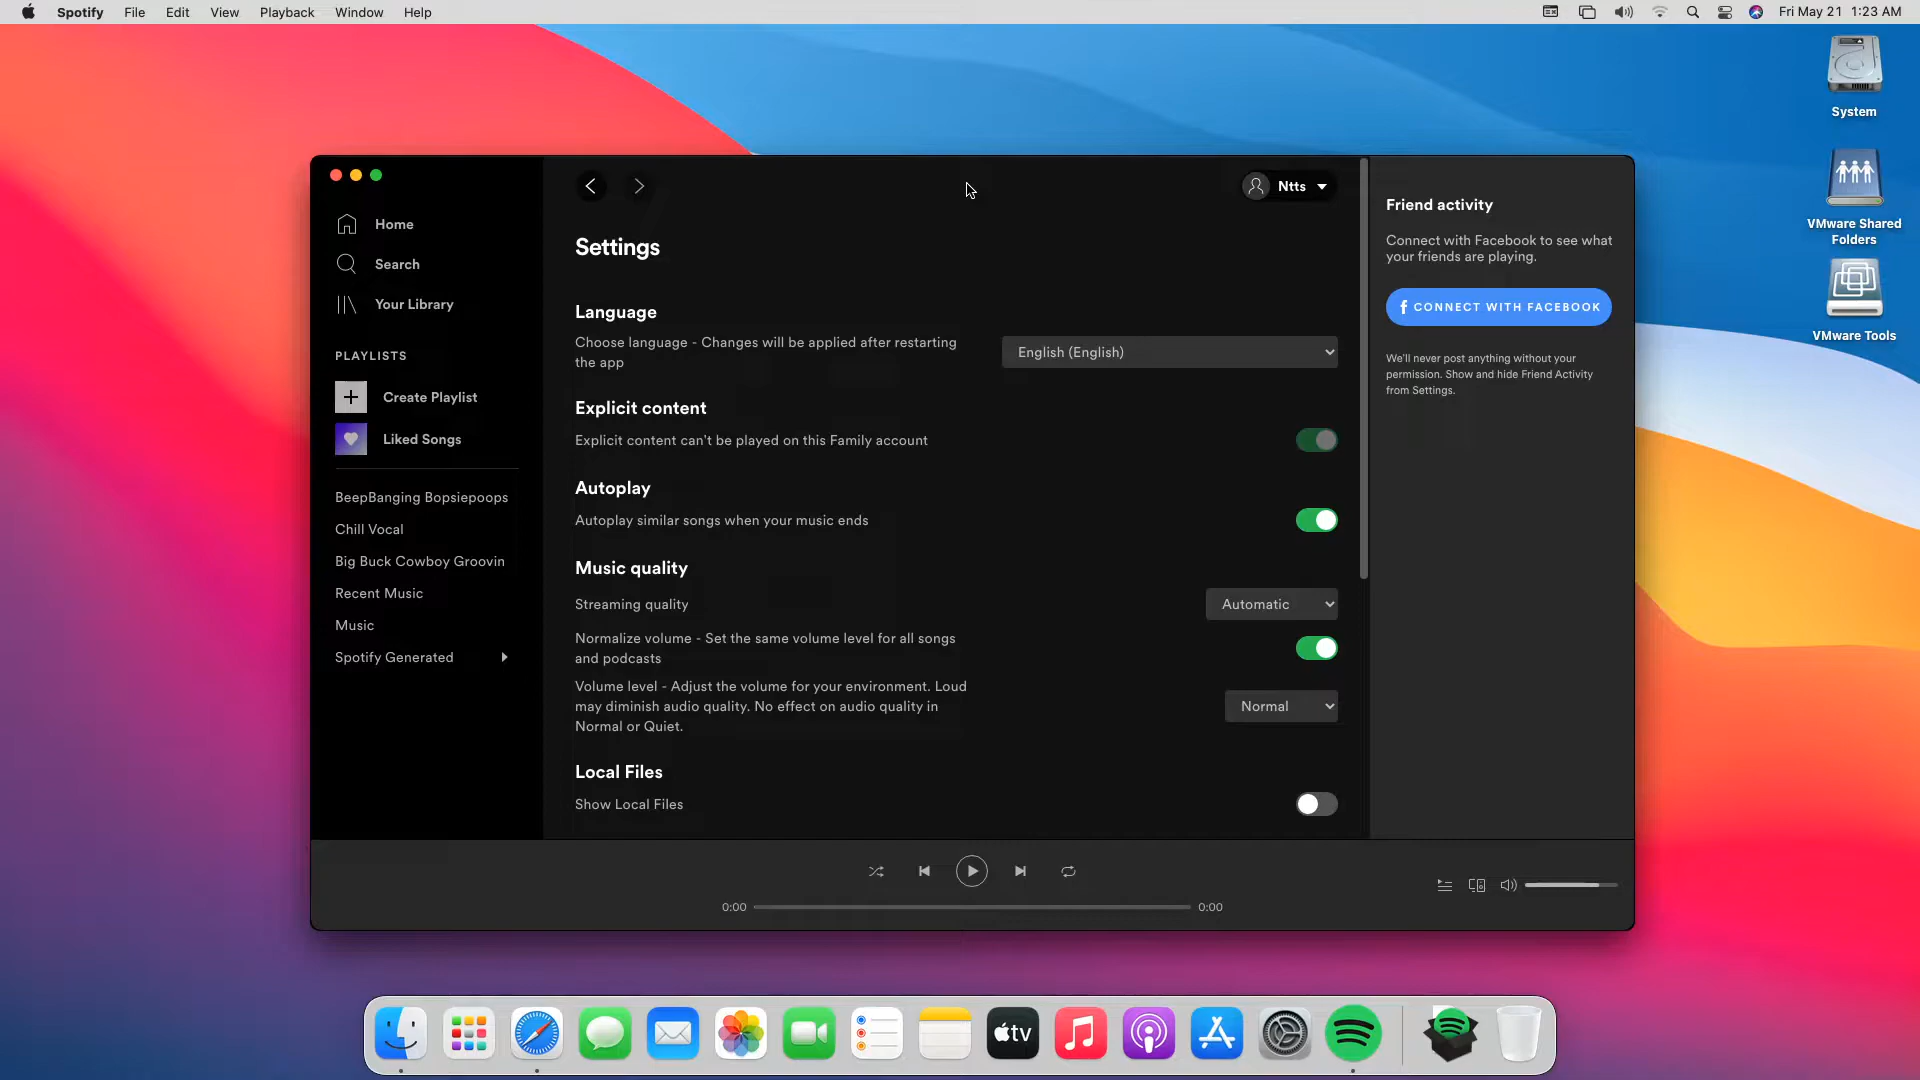 Spotify File Edit View Playback Window Help Fri May 21 1:23 AM
System
VMware Shared
Folders
VMware Tools
Home
Search
Your Library
PLAYLISTS
Create Playlist
Liked Songs
BeepBanging Bopsiepoops
Chill Vocal
Big Buck Cowboy Groovin
Recent Music
Music
Spotify Generated
Ntts
Settings
Language
Choose language - Changes will be applied after restarting
the app
English (English)
Explicit content
Explicit content can't be played on this Family account
Autoplay
Autoplay similar songs when your music ends
Music quality
Streaming quality
Automatic
Normalize volume - Set the same volume level for all songs
and podcasts
Volume level - Adjust the volume for your environment. Loud
may diminish audio quality. No effect on audio quality in
Normal or Quiet.
Normal
Local Files
Show Local Files
Friend activity
Connect with Facebook to see what
your friends are playing.
CONNECT WITH FACEBOOK
We'll never post anything without your
permission. Show and hide Friend Activity
from Settings.
0:00 0:00
tv